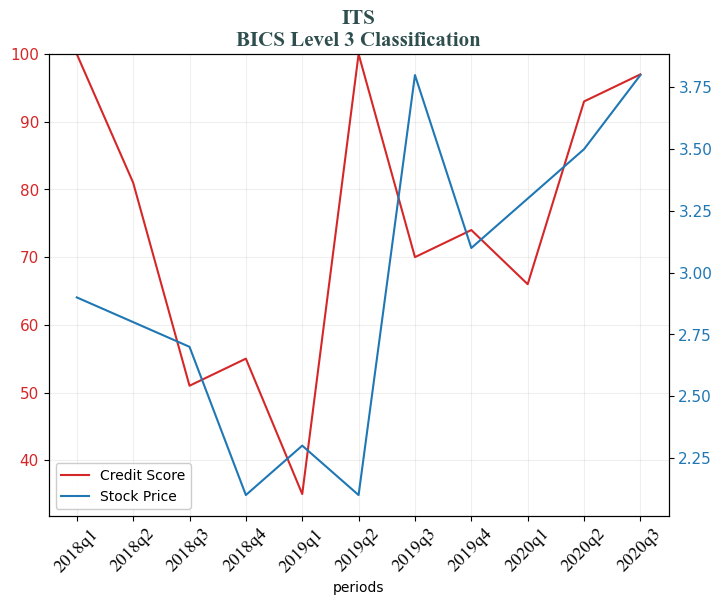 ITS
BICS Level 3 Classification
100
90
80
70
60
50
40
3.75
3.50
3.25
3.00
2.75
2.50
2.25
Credit Score
Stock Price
2018q1
2018q2
2018q3
2018q4
2019q1
2019q2
2019q3
2019q4
2020q1
2020q2
2020q3
periods